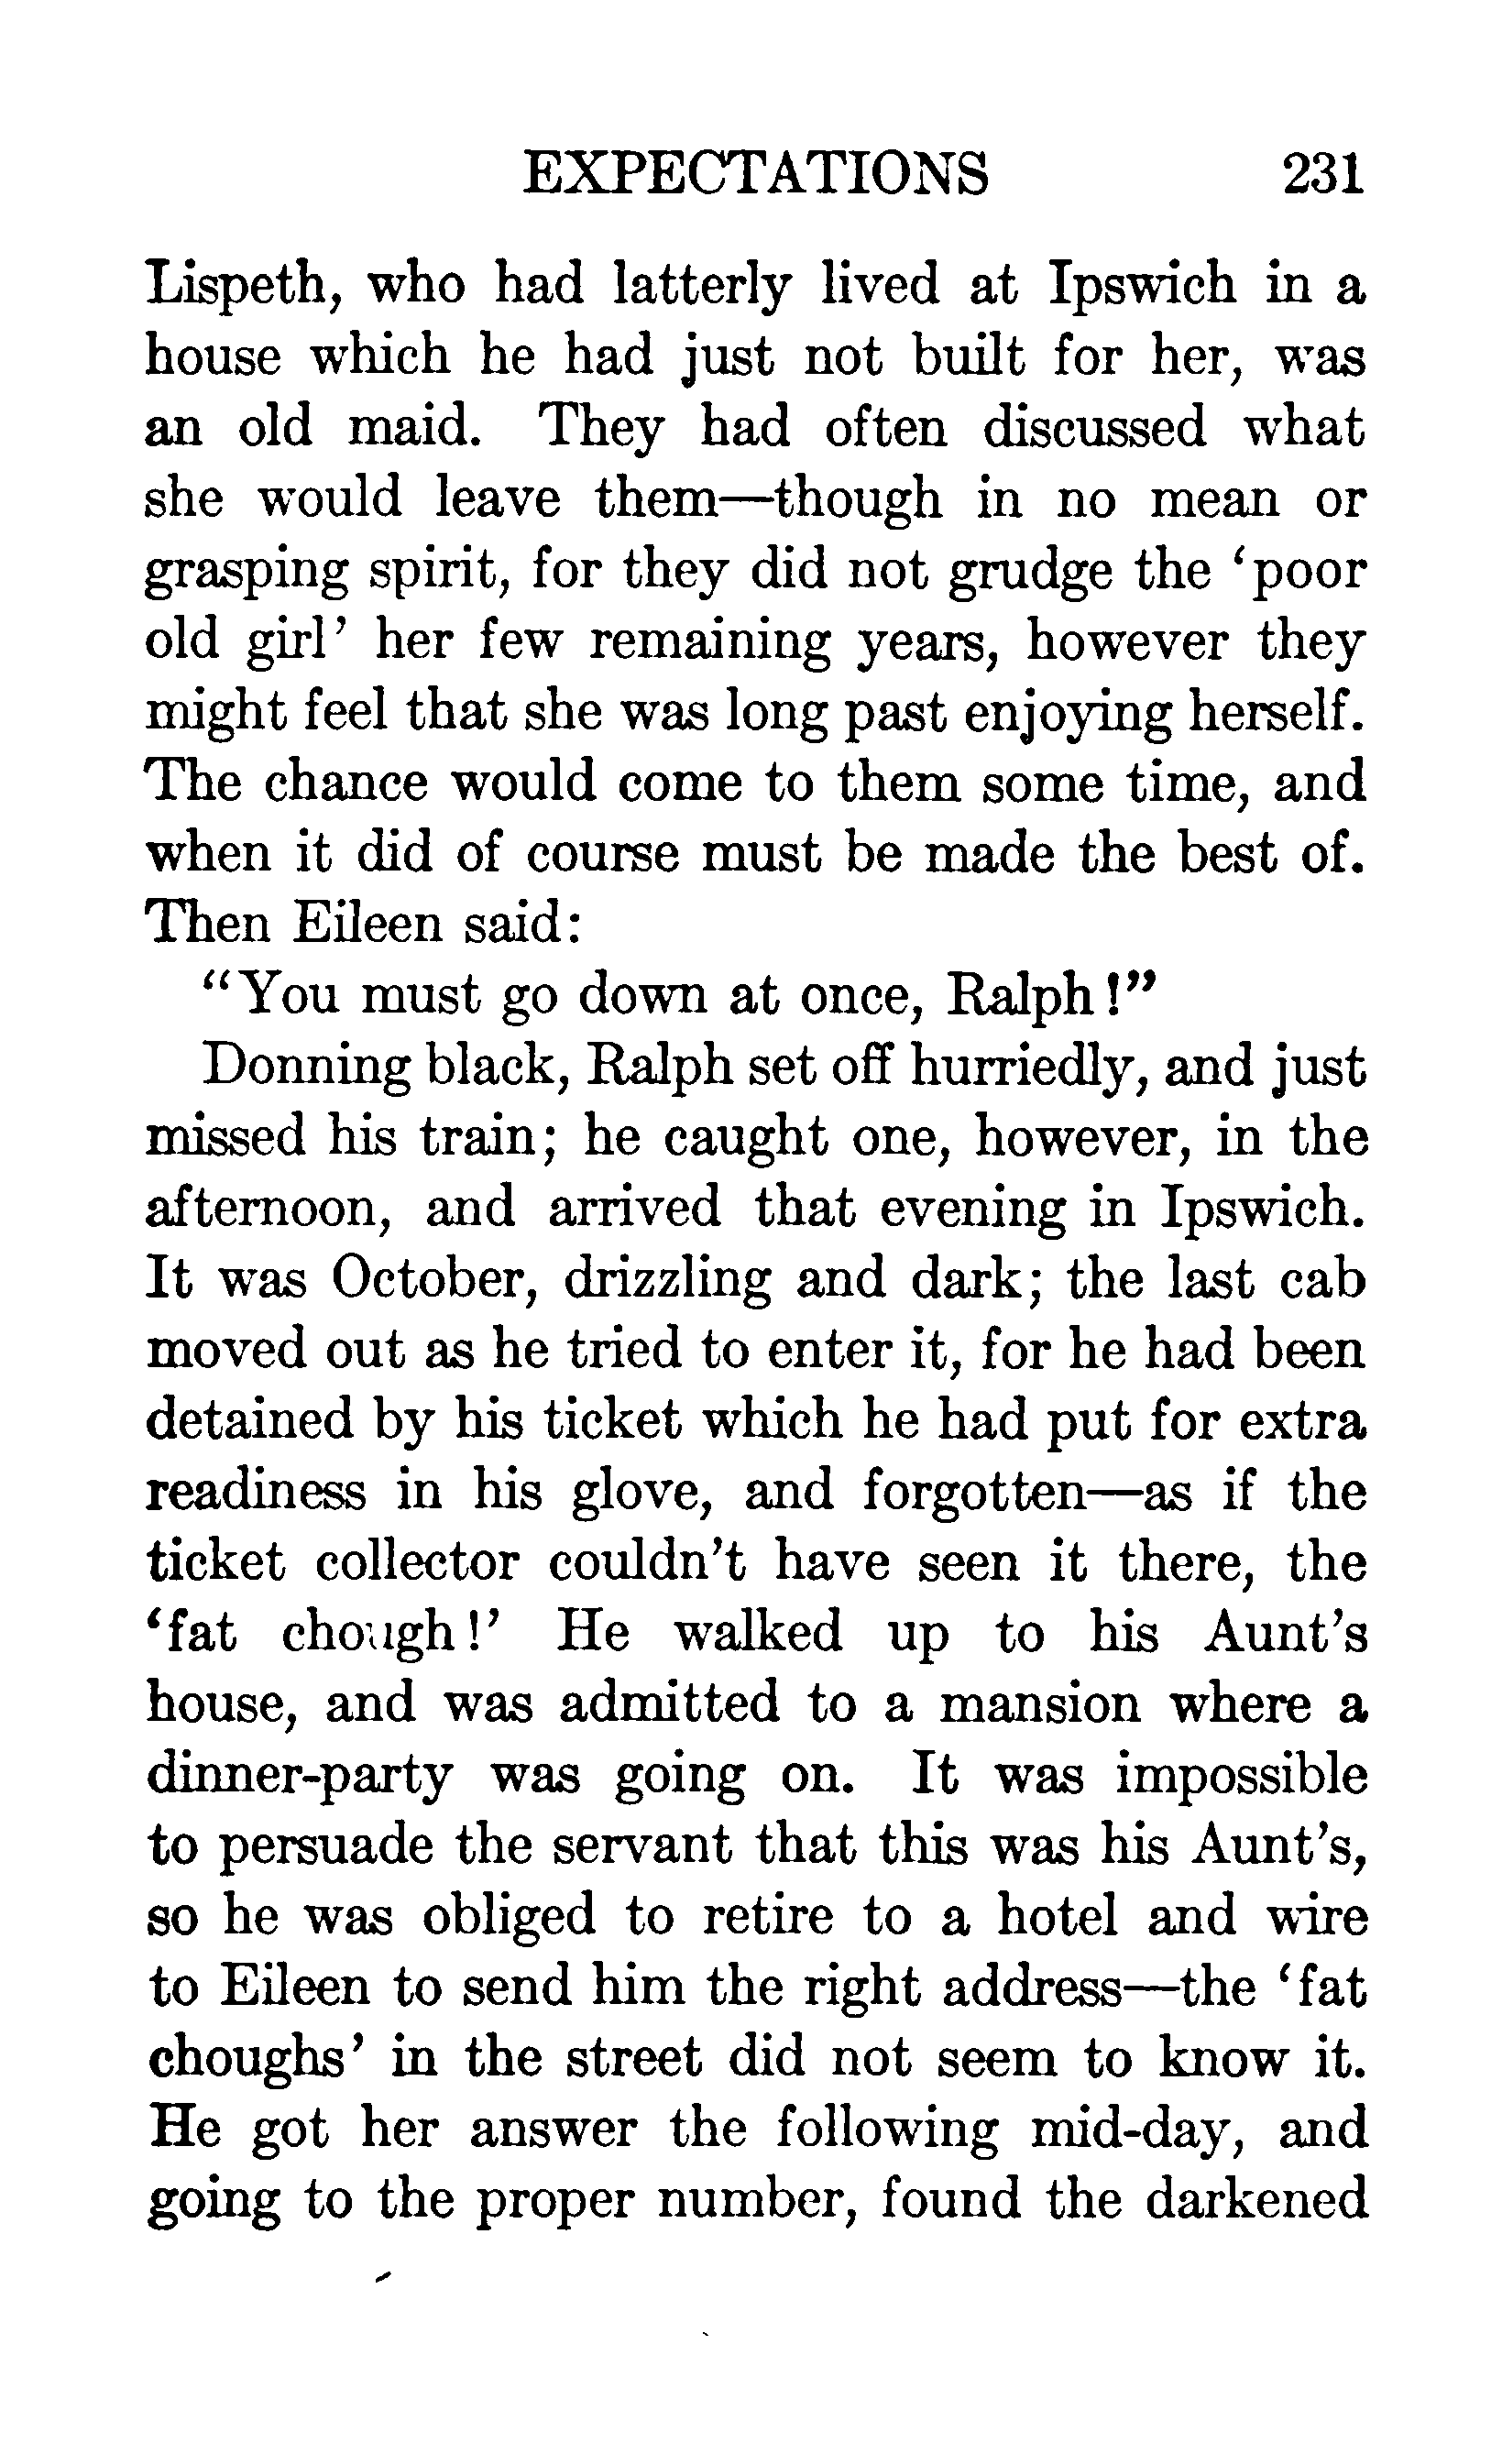 EXPECTATIONS 231
Lispeth, who had latterly lived at Ipswich in a
house which he had just not built for her, was
an old maid. They had often discussed what
she would leave them—though in no mean or
grasping spirit, for they did not grudge the ‘poor
old girl’ her few remaining years, however they
might feel that she was long past enjoying herself.
The chance would come to them some time, and
when it did of course must be made the best of.
Then Eileen said:
“You must go down at once, Ralph!”
Donning black, Ralph set off hurriedly, and just
missed his train; he caught one, however, in the
afternoon, and arrived that evening in Ipswich.
It was October, drizzling and dark; the last cab
moved out as he tried to enter it, for he had been
detained by his ticket which he had put for extra
readiness in his glove, and forgotten—as if the
ticket collector couldn’t have seen it there, the
‘fat chough!’ He walked up to his Aunt’s
house, and was admitted to a mansion where a
dinner-party was going on. It was impossible
to persuade the servant that this was his Aunt’s,
so he was obliged to retire to a hotel and wire
to Eileen to send him the right address—the ‘fat
choughs’ in the street did not seem to know it.
He got her answer the following mid-day, and
going to the proper number, found the darkened